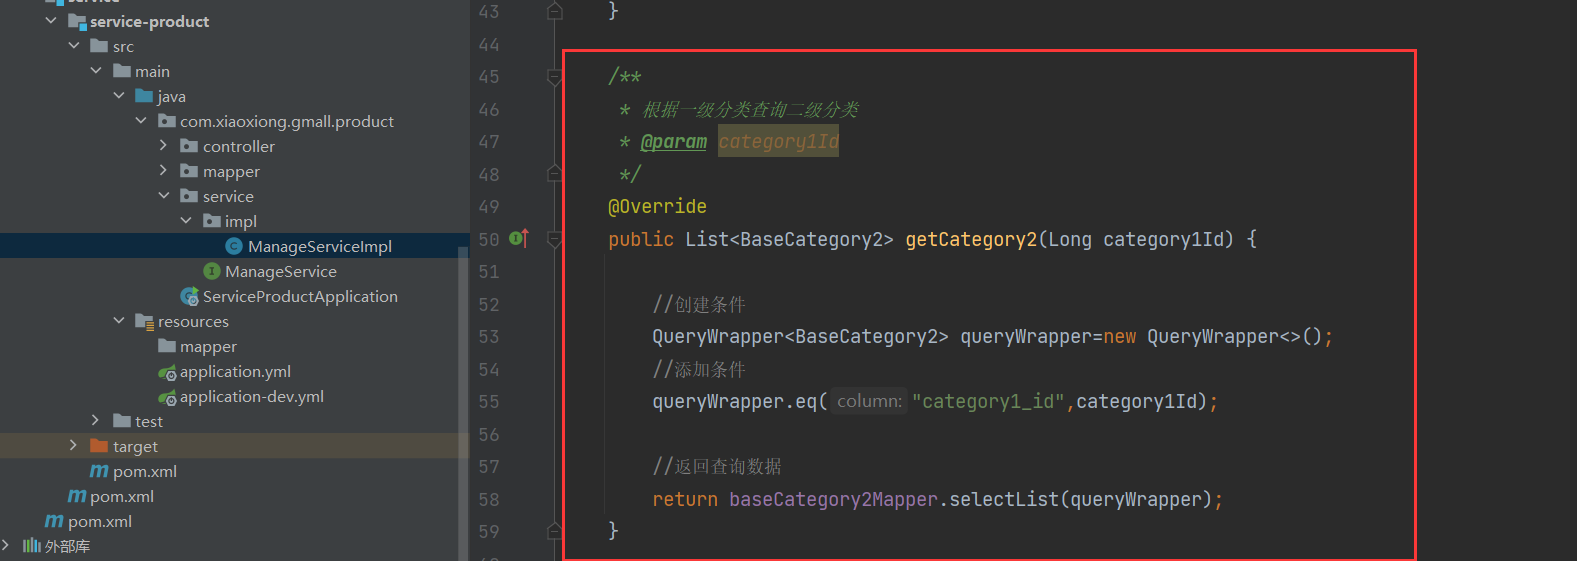 service
service-product
src
main
java
com.xiaoxiong.gmall.product
controller
mapper
service
impl
ManageServiceImpl
ManageService
ServiceProductApplication
resources
mapper
application.yml
application-dev.yml
test
target
pom.xml
pom.xml
pom.xml
外部库
43 }
44
45 /**
46 * 根据一级分类查询二级分类
47 * @param category1Id
48 */
49 @Override
50 public List<BaseCategory2> getCategory2(Long category1Id) {
51
52 //创建条件
53 QueryWrapper<BaseCategory2> queryWrapper=new QueryWrapper<>();
54 //添加条件
55 queryWrapper.eq( column: "category1_id",category1Id);
56
57 //返回查询数据
58 return baseCategory2Mapper.selectList(queryWrapper);
59 }